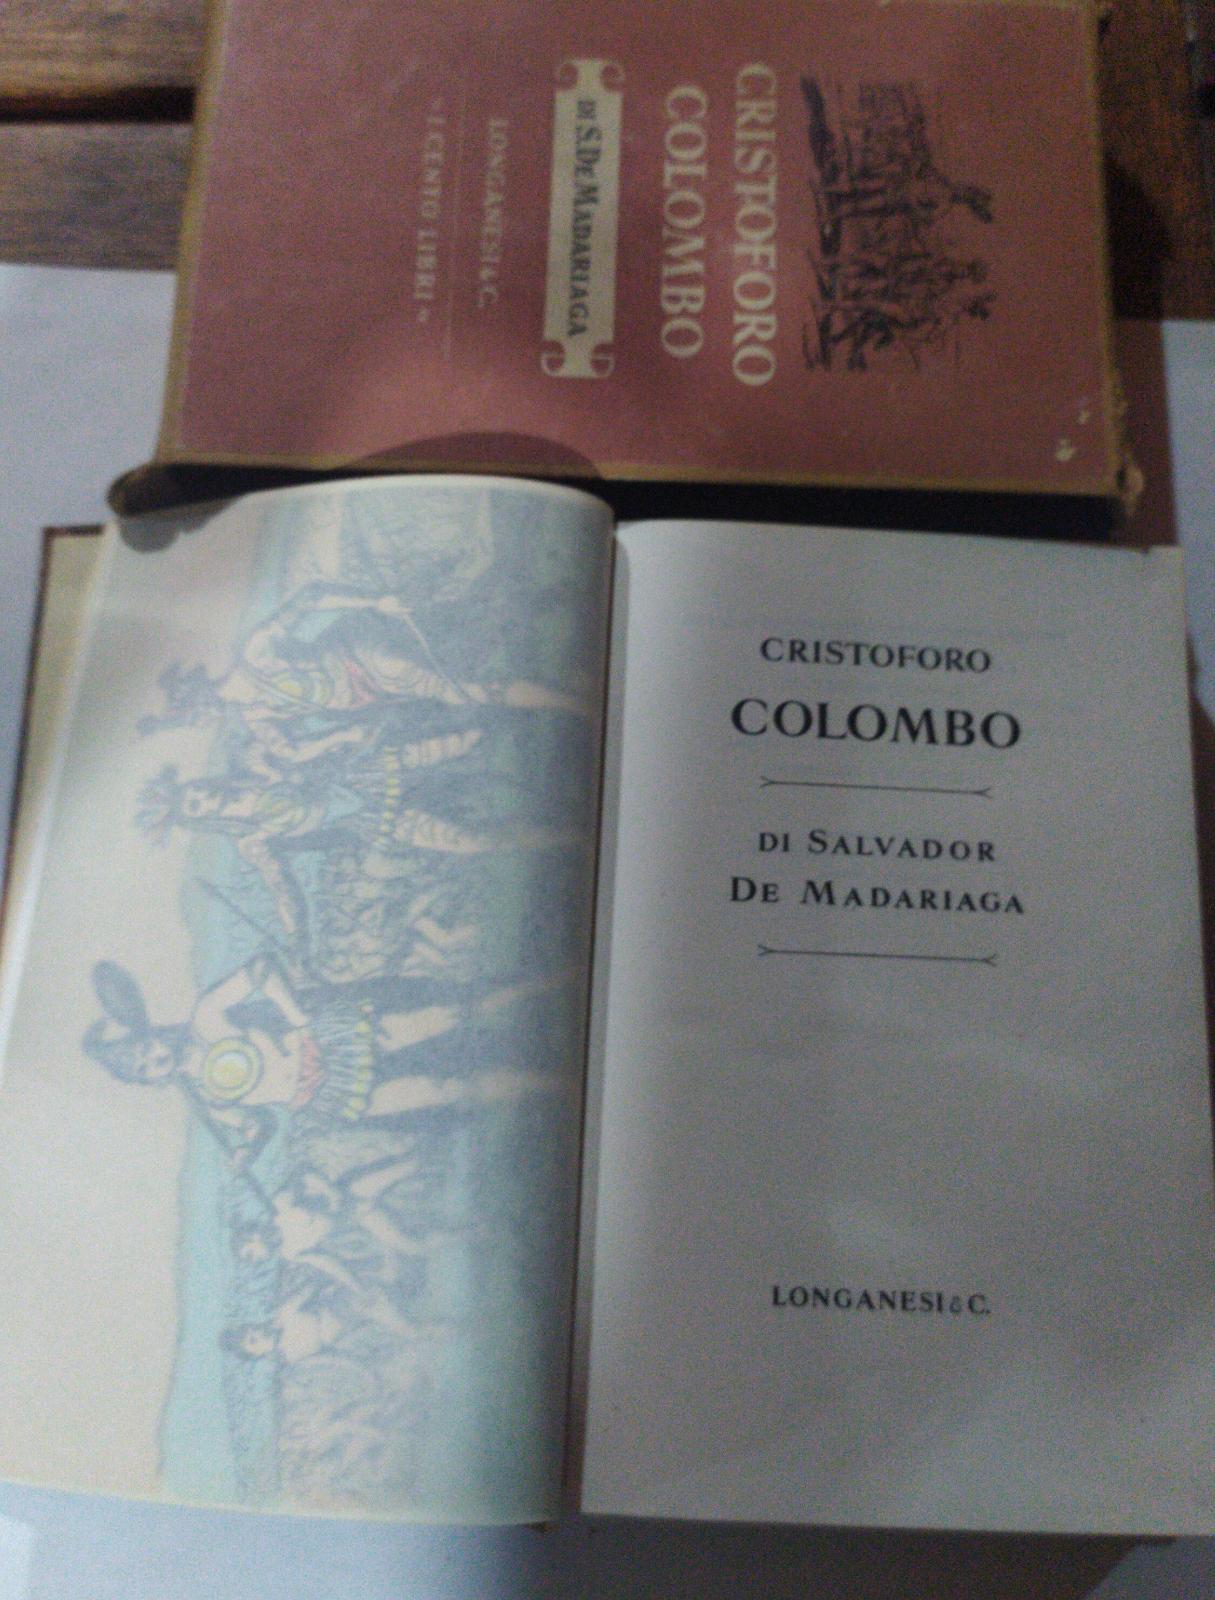 CRISTOFORO
COLOMBO
DI S. DE MADARIAGA
LONGANESI & C.
« I CENTO LIBRI »
CRISTOFORO
COLOMBO
DI SALVADOR
DE MADARIAGA
LONGANESI & C.